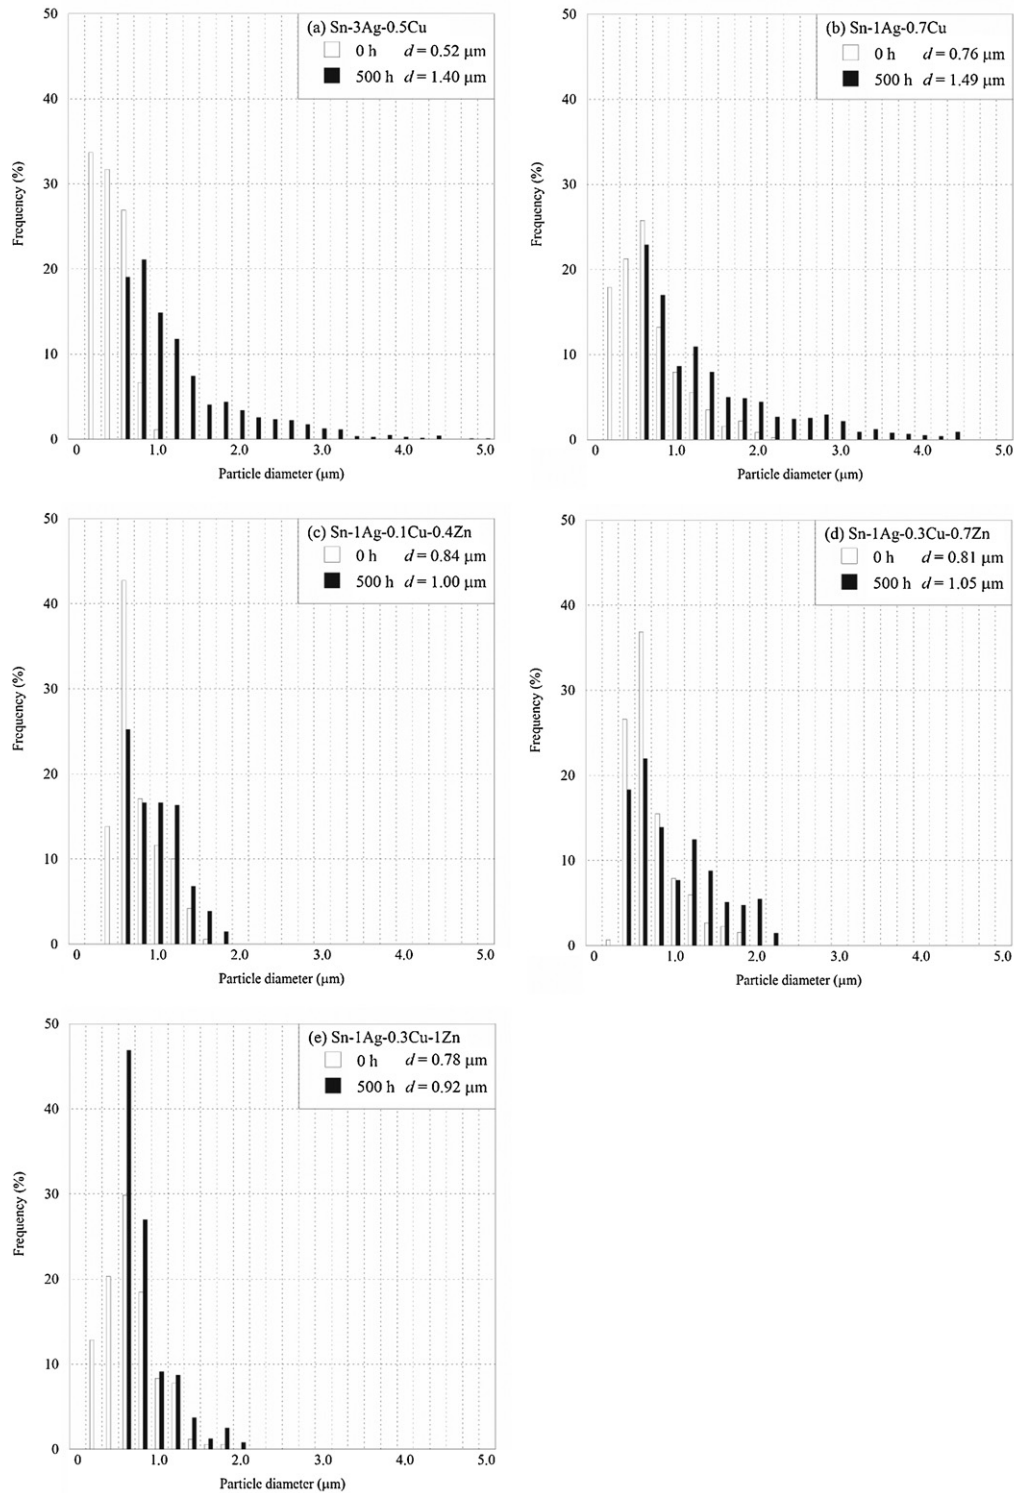 50
40
30
20
10
0
Frequency (%)
(a) Sn-3Ag-0.5Cu
0 h d = 0.52 μm
500 h d = 1.40 μm
0 1.0 2.0 3.0 4.0 5.0
Particle diameter (μm)
50
40
30
20
10
0
Frequency (%)
(b) Sn-1Ag-0.7Cu
0 h d = 0.76 μm
500 h d = 1.49 μm
0 1.0 2.0 3.0 4.0 5.0
Particle diameter (μm)
50
40
30
20
10
0
Frequency (%)
(c) Sn-1Ag-0.1Cu-0.4Zn
0 h d = 0.84 μm
500 h d = 1.00 μm
0 1.0 2.0 3.0 4.0 5.0
Particle diameter (μm)
50
40
30
20
10
0
Frequency (%)
(d) Sn-1Ag-0.3Cu-0.7Zn
0 h d = 0.81 μm
500 h d = 1.05 μm
0 1.0 2.0 3.0 4.0 5.0
Particle diameter (μm)
50
40
30
20
10
0
Frequency (%)
(e) Sn-1Ag-0.3Cu-1Zn
0 h d = 0.78 μm
500 h d = 0.92 μm
0 1.0 2.0 3.0 4.0 5.0
Particle diameter (μm)